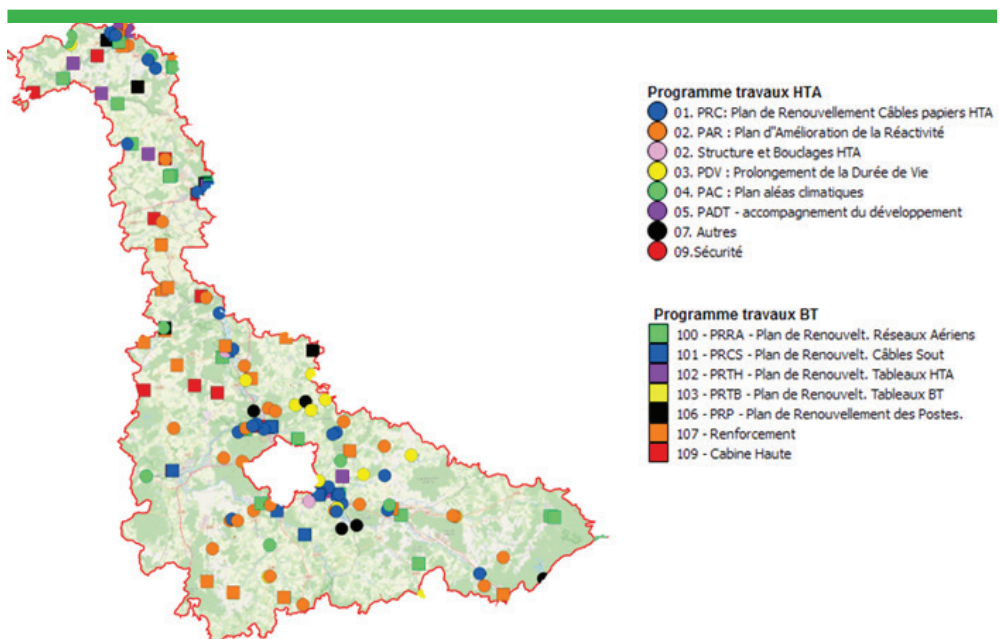 Programme travaux HTA
01. PRC: Plan de Renouvellement Câbles papiers HTA
02. PAR : Plan d"Amélioration de la Réactivité
02. Structure et Bouclages HTA
03. PDV : Prolongement de la Durée de Vie
04. PAC : Plan aléas climatiques
05. PADT - accompagnement du développement
07. Autres
09.Sécurité
Programme travaux BT
100 - PRRA - Plan de Renouvelt. Réseaux Aériens
101 - PRCS - Plan de Renouvelt. Câbles Sout
102 - PRTH - Plan de Renouvelt. Tableaux HTA
103 - PRTB - Plan de Renouvelt. Tableaux BT
106 - PRP - Plan de Renouvellement des Postes.
107 - Renforcement
109 - Cabine Haute